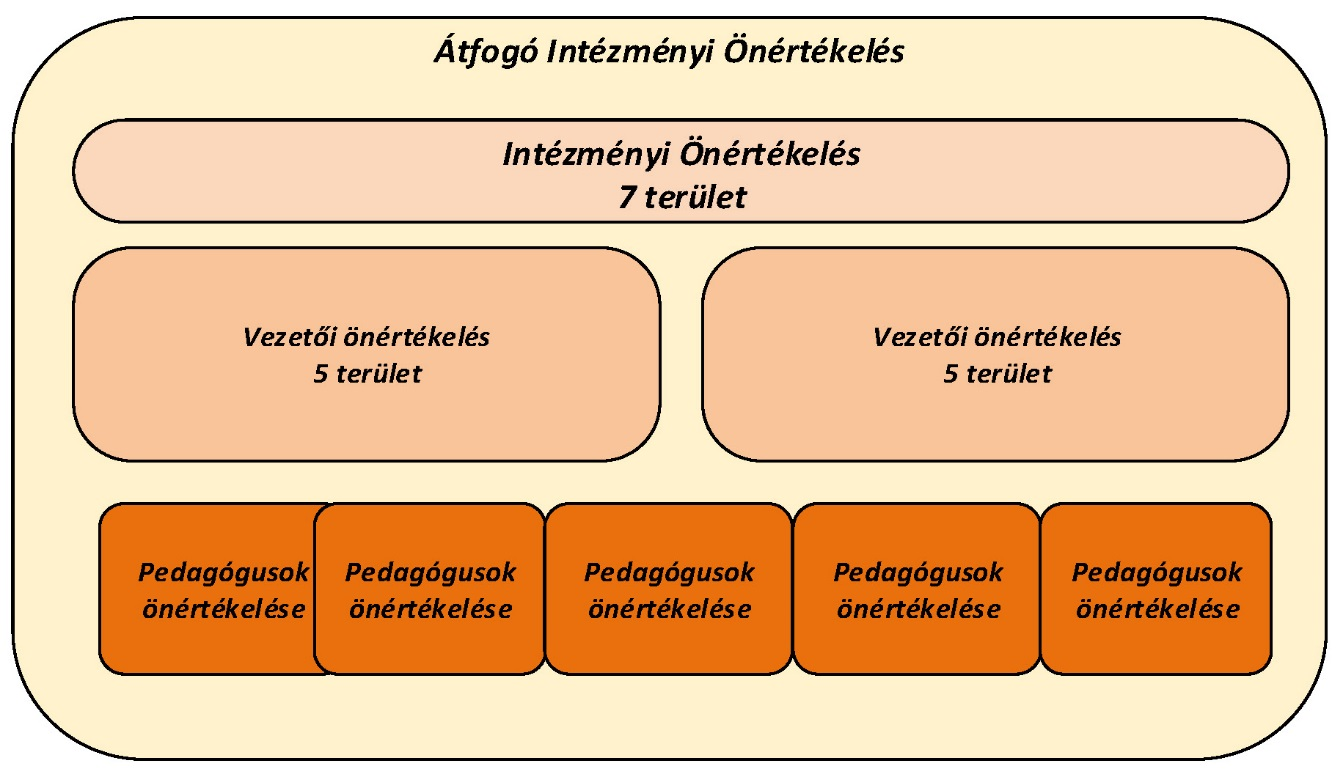 Átfogó Intézményi Önértékelés
Intézményi Önértékelés
7 terület
Vezetői önértékelés
5 terület
Vezetői önértékelés
5 terület
Pedagógusok
önértékelése
Pedagógusok
önértékelése
Pedagógusok
önértékelése
Pedagógusok
önértékelése
Pedagógusok
önértékelése